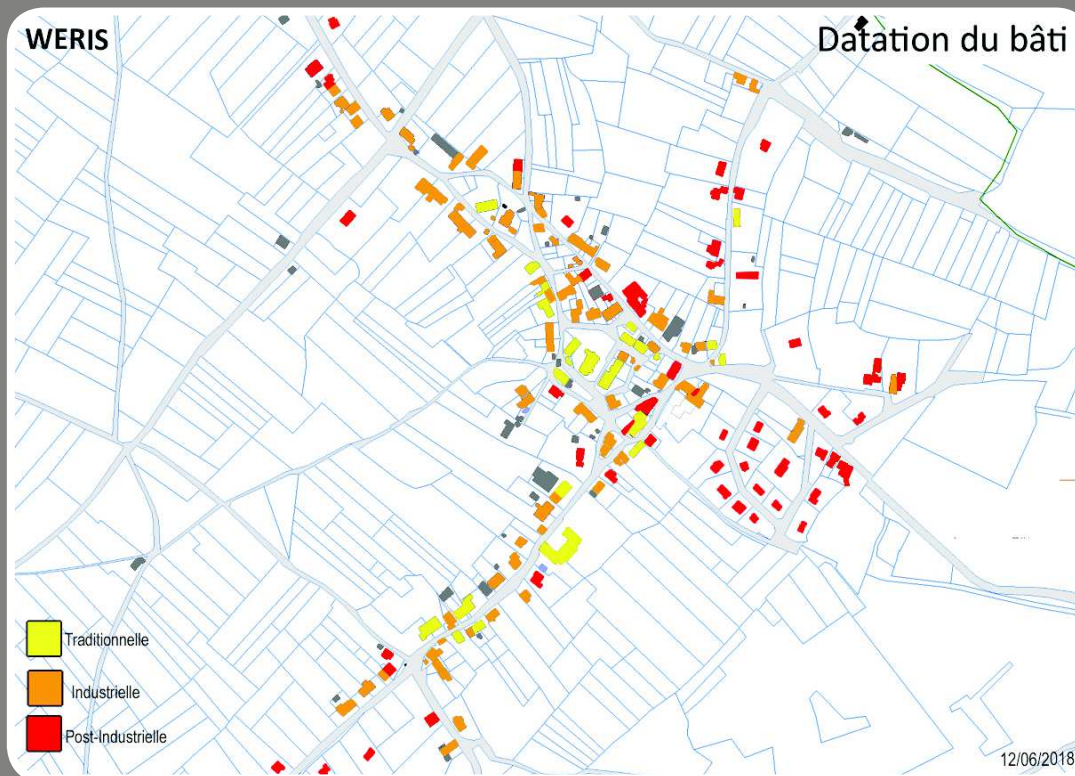 WERIS
Datation du bâti
Traditionnelle
Industrielle
Post-Industrielle
12/06/2018